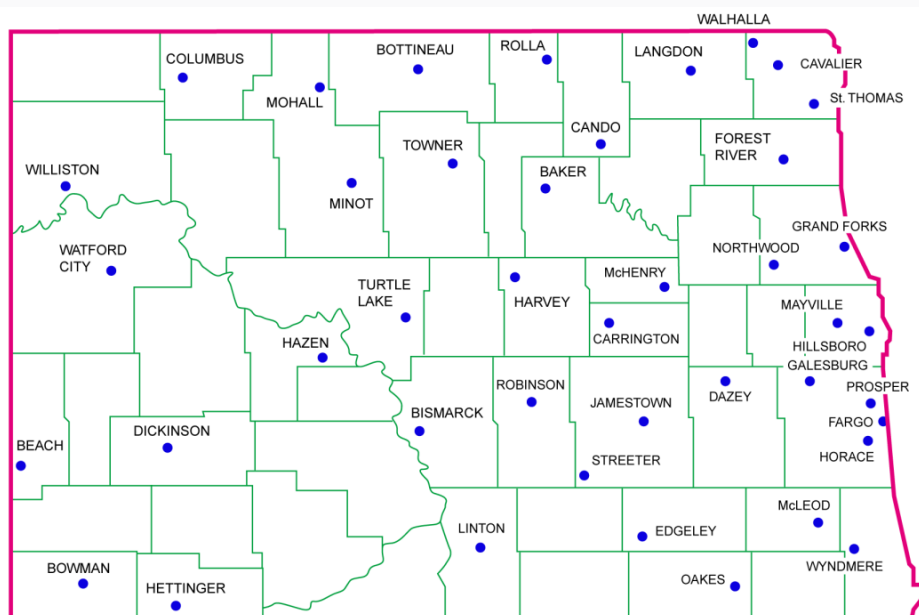 WALHALLA
COLUMBUS
BOTTINEAU
ROLLA
LANGDON
CAVALIER
MOHALL
St. THOMAS
CANDO
TOWNER
FOREST
RIVER
WILLISTON
BAKER
MINOT
GRAND FORKS
WATFORD
CITY
NORTHWOOD
TURTLE
LAKE
McHENRY
HARVEY
MAYVILLE
CARRINGTON
HAZEN
HILLSBORO
GALESBURG
ROBINSON
PROSPER
DAZEY
JAMESTOWN
BISMARCK
FARGO
DICKINSON
BEACH
HORACE
STREETER
McLEOD
LINTON
EDGELEY
WYNDMERE
BOWMAN
OAKES
HETTINGER